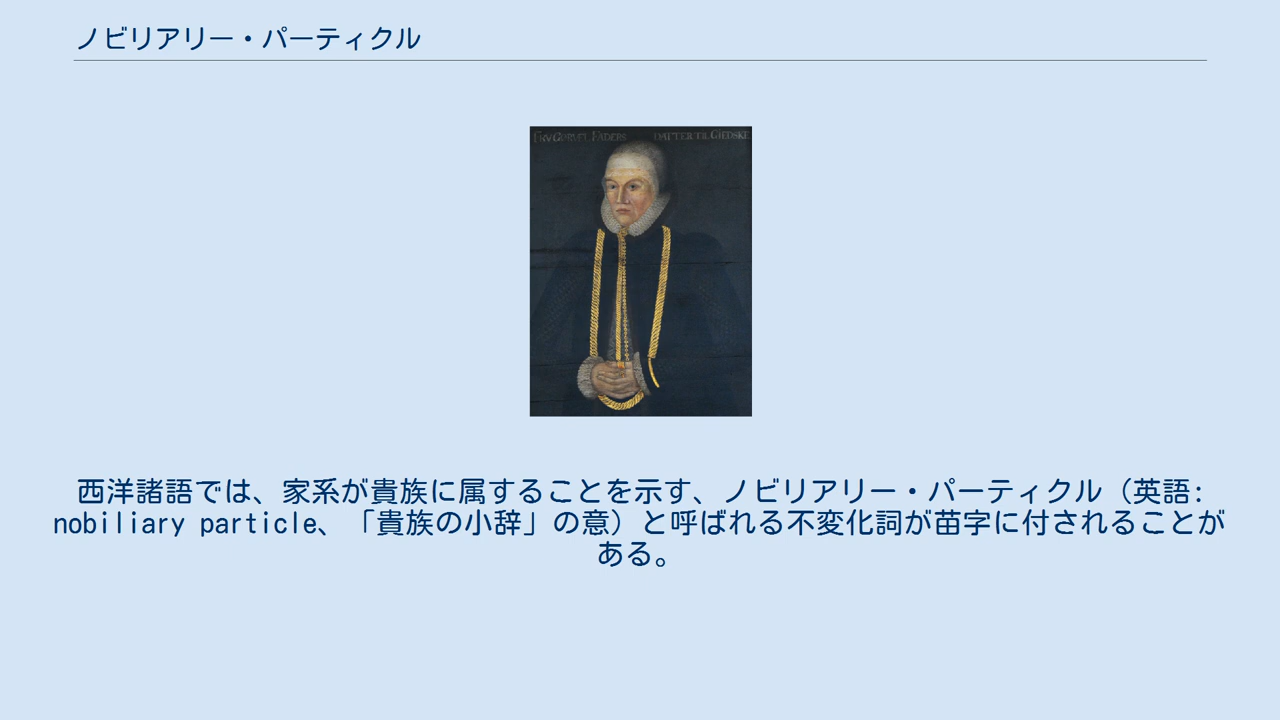 ノビリアリー・パーティクル
FADERS DATTER TIL GIEDSKE
西洋諸語では、家系が貴族に属することを示す、ノビリアリー・パーティクル（英語:
nobiliary particle、「貴族の小辞」の意）と呼ばれる不変化詞が苗字に付されることが
ある。